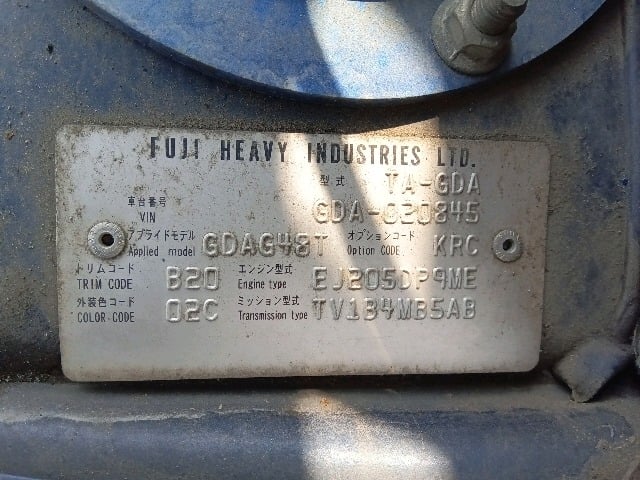 FUJI HEAVY INDUSTRIES LTD.
型式 TA-GDA
車台番号 VIN GDA-020845
アプライドモデル Applied model GDAG48T オプションコード Option CODE KRC
トリムコード TRIM CODE B20 エンジン型式 Engine type EJ205DP9ME
外装色コード COLOR-CODE 02C ミッション型式 Transmission type TV1B4MB5AB